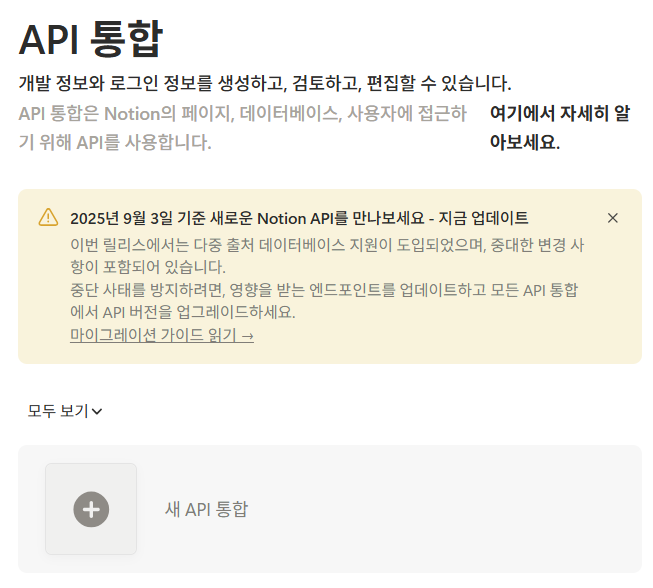 API 통합
개발 정보와 로그인 정보를 생성하고, 검토하고, 편집할 수 있습니다.
API 통합은 Notion의 페이지, 데이터베이스, 사용자에 접근하
기 위해 API를 사용합니다.
여기에서 자세히 알
아보세요.
2025년 9월 3일 기준 새로운 Notion API를 만나보세요 - 지금 업데이트
이번 릴리스에서는 다중 출처 데이터베이스 지원이 도입되었으며, 중대한 변경 사
항이 포함되어 있습니다.
중단 사태를 방지하려면, 영향을 받는 엔드포인트를 업데이트하고 모든 API 통합
에서 API 버전을 업그레이드하세요.
마이그레이션 가이드 읽기 →
모두 보기
새 API 통합